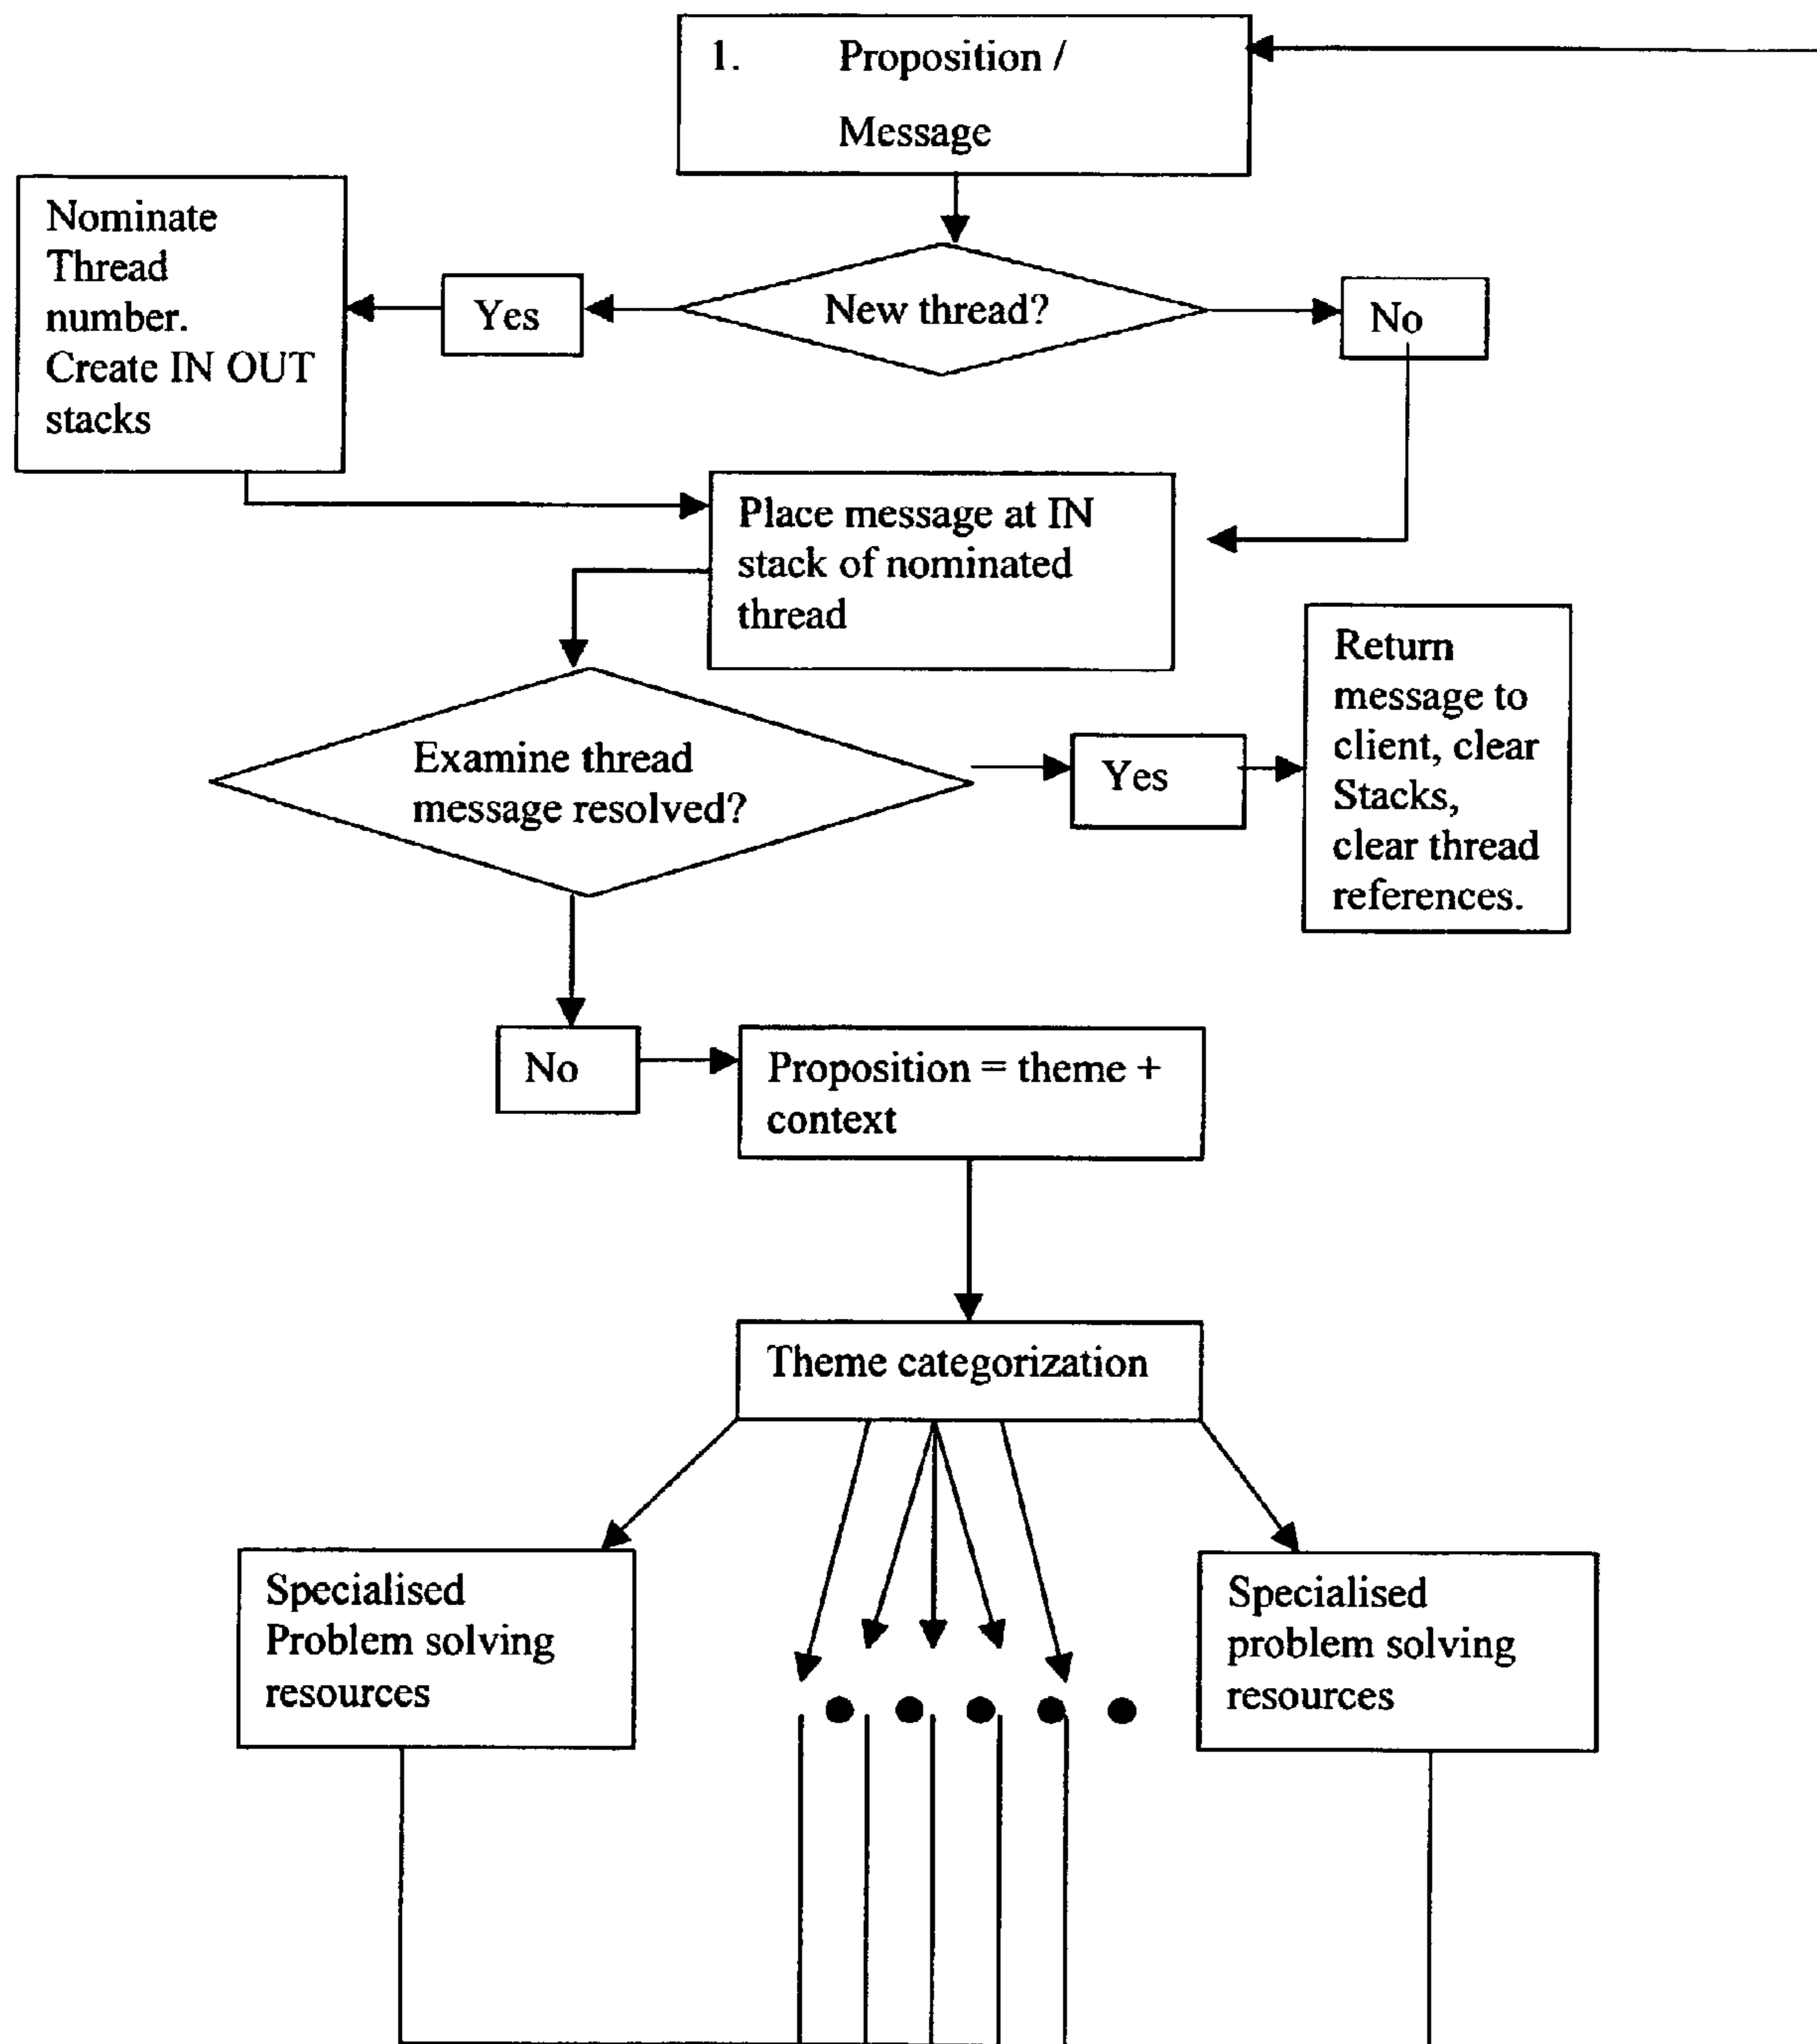 1. Proposition /
Message
Nominate
Thread
number.
Create IN OUT
stacks
Yes
New thread?
No
Place message at IN
stack of nominated
thread
Return
message to
client, clear
Stacks,
clear thread
references.
Examine thread
message resolved?
Yes
No
Proposition = theme +
context
Theme categorization
Specialised
Problem solving
resources
Specialised
problem solving
resources